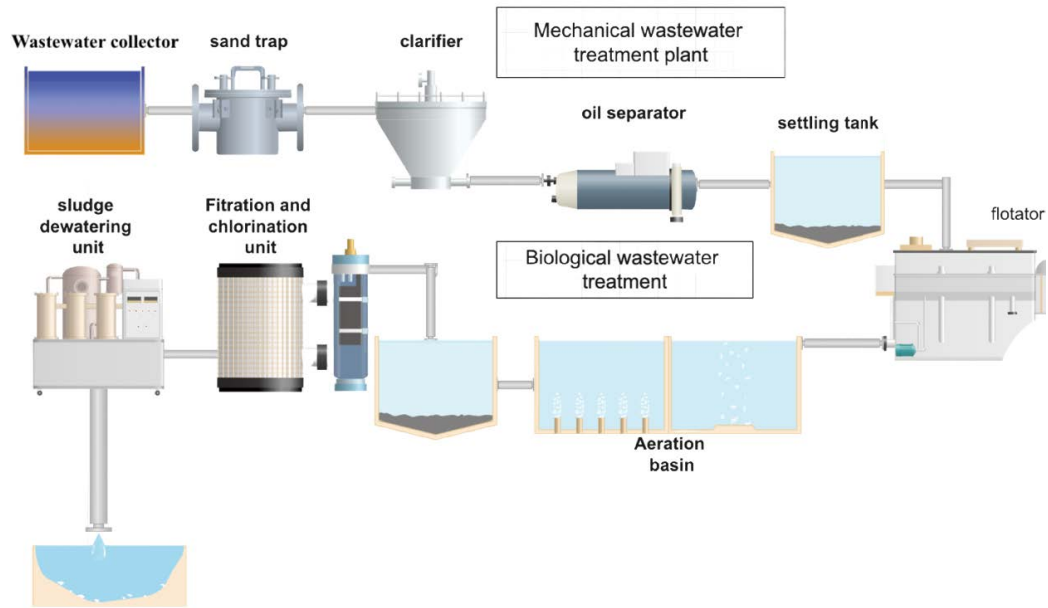 Wastewater collector
sand trap
clarifier
Mechanical wastewater
treatment plant
oil separator
settling tank
flotator
sludge
dewatering
unit
Fitration and
chlorination
unit
Biological wastewater
treatment
Aeration
basin